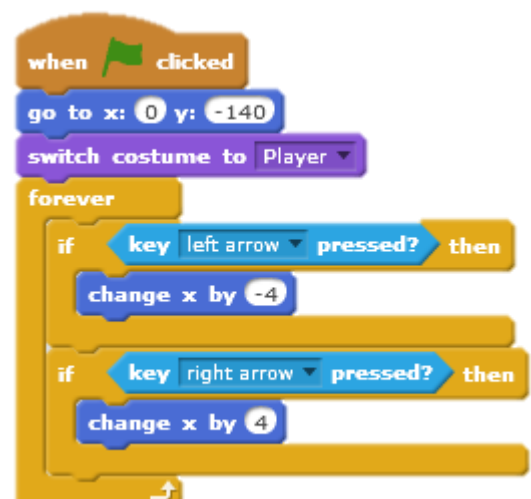 when clicked
go to x: 0 y: -140
switch costume to Player
forever
if key left arrow pressed? then
change x by -4
if key right arrow pressed? then
change x by 4